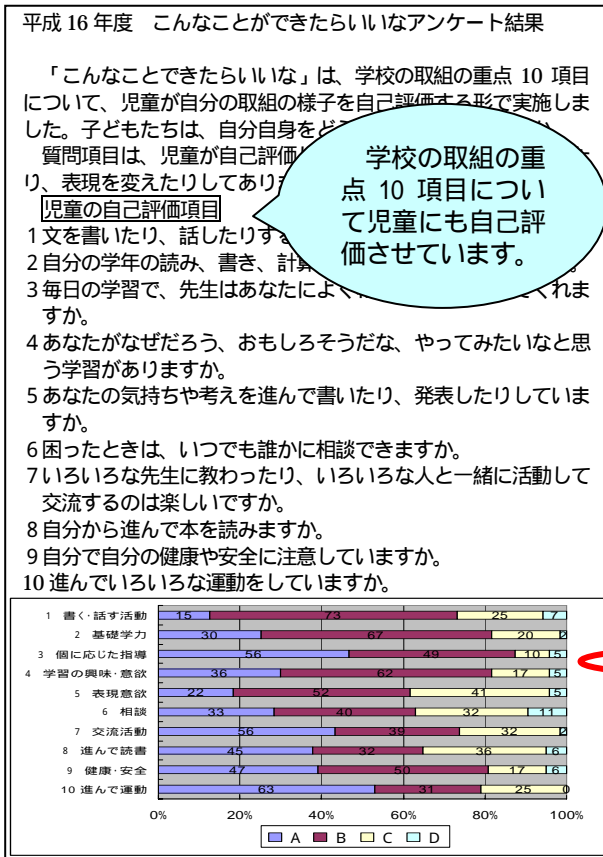 平成 16 年度　こんなことができたらいいなアンケート結果
「こんなことできたらいいな」は、学校の取組の重点 10 項目
について、児童が自分の取組の様子を自己評価する形で実施しま
した。子どもたちは、自分自身をど
質問項目は、児童が自己評価
り、表現を変えたりしてあり
児童の自己評価項目
1 文を書いたり、話したりす
2 自分の学年の読み、書き、計算
3 毎日の学習で、先生はあなたによく
くれま
すか。
4 あなたがなぜだろう、おもしろそうだな、やってみたいなと思
う学習がありますか。
5 あなたの気持ちや考えを進んで書いたり、発表したりしていま
すか。
6 困ったときは、いつでも誰かに相談できますか。
7 いろいろな先生に教わったり、いろいろな人と一緒に活動して
交流するのは楽しいですか。
8 自分から進んで本を読みますか。
9 自分で自分の健康や安全に注意していますか。
10 進んでいろいろな運動をしていますか。
学校の取組の重
点 10 項目につい
て児童にも自己評
価させています。
1 書く・話す活動 15 73 25 7
2 基礎学力 30 67 20 2
3 個に応じた指導 56 49 10 5
4 学習の興味・意欲 36 62 17 5
5 表現意欲 22 52 41 5
6 相談 33 40 32 11
7 交流活動 56 39 32 2
8 進んで読書 45 32 36 6
9 健康・安全 47 50 17 6
10 進んで運動 63 31 25 0
0% 20% 40% 60% 80% 100%
A B C D